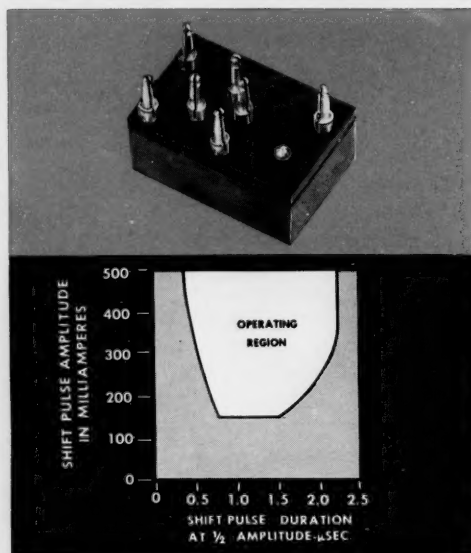 SHIFT PULSE AMPLITUDE
IN MILLIAMPERES
500
400
300
200
100
0
OPERATING
REGION
0 0.5 1.0 1.5 2.0 2.5
SHIFT PULSE DURATION
AT ½ AMPLITUDE-µSEC